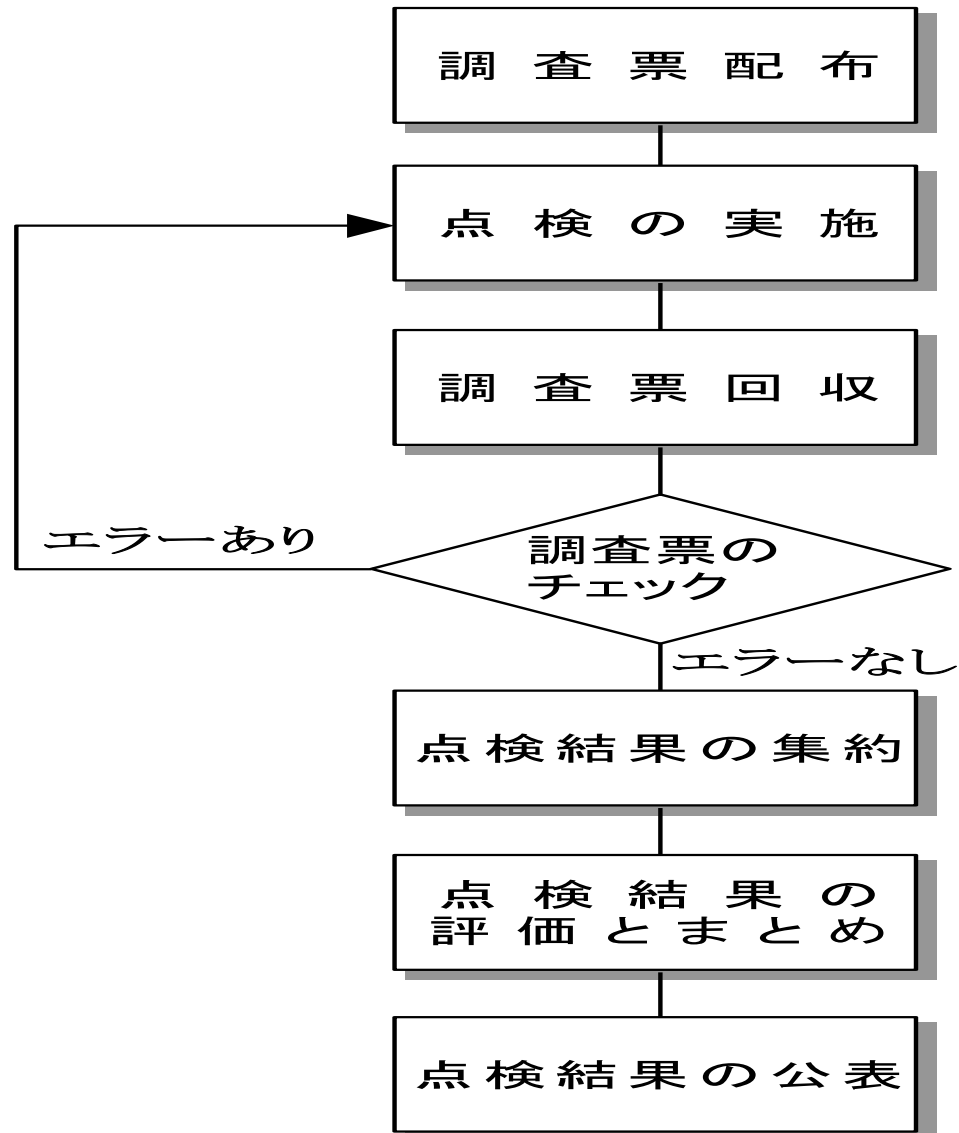 調査票配布
点検の実施
調査票回収
エラーあり
調査票の
チェック
エラーなし
点検結果の集約
点検結果の
評価とまとめ
点検結果の公表